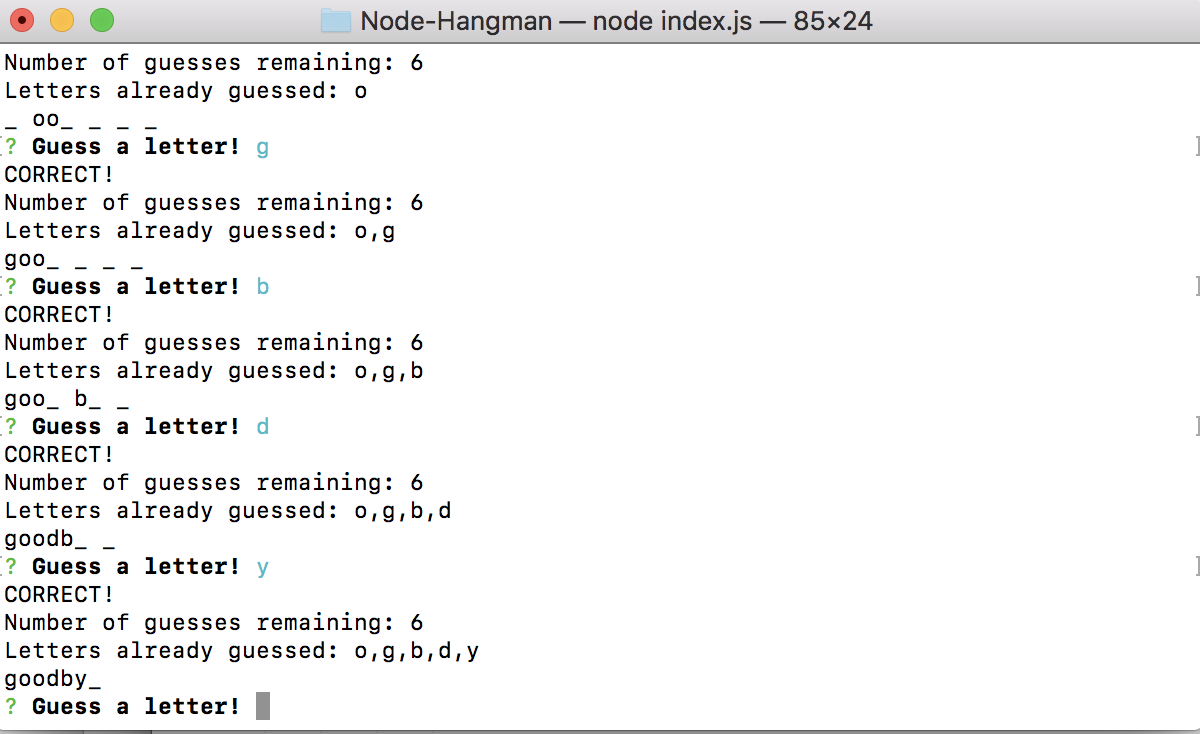 Node-Hangman — node index.js — 85×24
Number of guesses remaining: 6
Letters already guessed: o
_ oo_ _ _ _
[? Guess a letter! g ]
CORRECT!
Number of guesses remaining: 6
Letters already guessed: o,g
goo_ _ _ _
[? Guess a letter! b ]
CORRECT!
Number of guesses remaining: 6
Letters already guessed: o,g,b
goo_ b_ _
[? Guess a letter! d ]
CORRECT!
Number of guesses remaining: 6
Letters already guessed: o,g,b,d
goodb_ _
[? Guess a letter! y ]
CORRECT!
Number of guesses remaining: 6
Letters already guessed: o,g,b,d,y
goodby_
? Guess a letter!